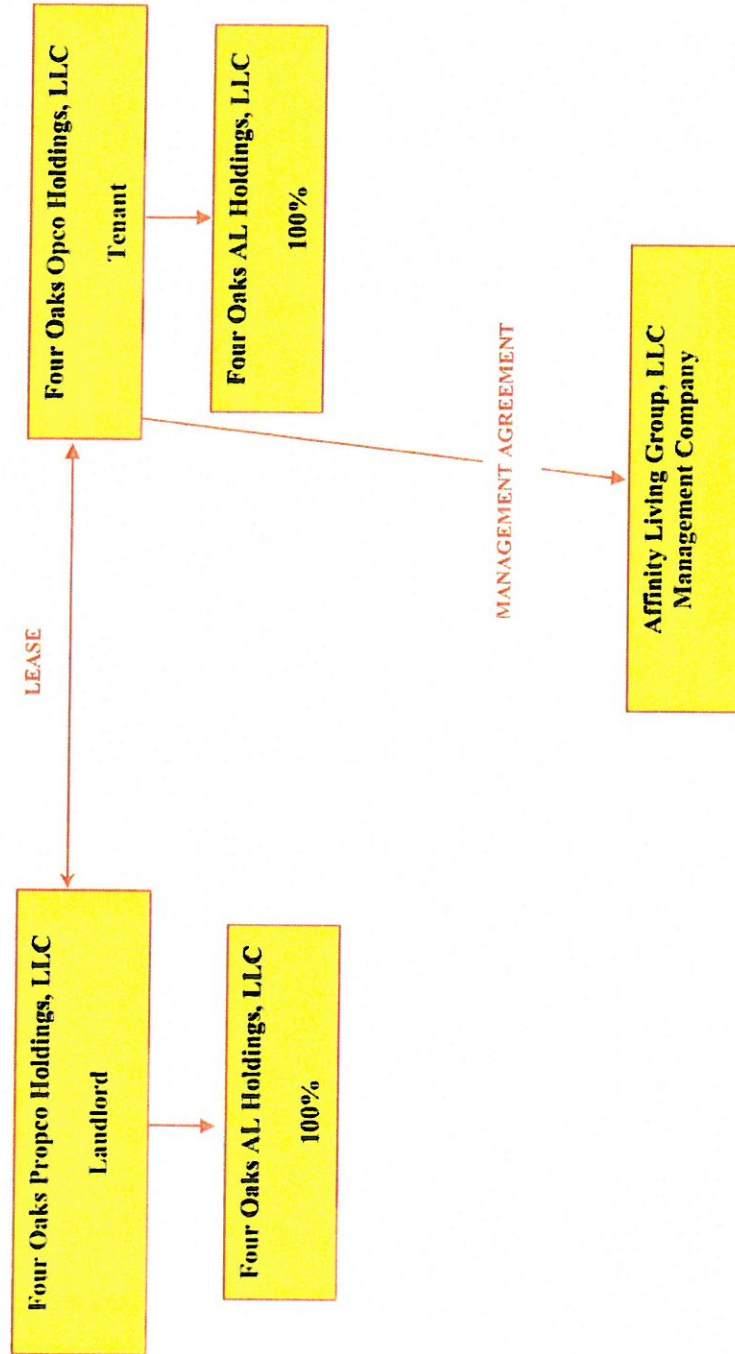 Four Oaks Propco Holdings, LLC
Landlord
LEASE
Four Oaks Opco Holdings, LLC
Tenant
Four Oaks AL Holdings, LLC
100%
Four Oaks AL Holdings, LLC
100%
MANAGEMENT AGREEMENT
Affinity Living Group, LLC
Management Company